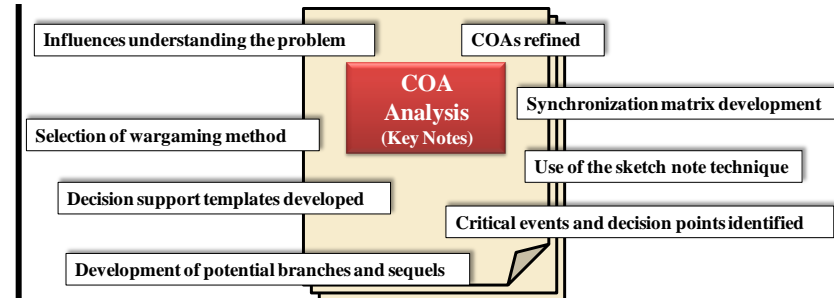 Influences understanding the problem
COAs refined
COA
Analysis
(Key Notes)
Synchronization matrix development
Selection of wargaming method
Use of the sketch note technique
Decision support templates developed
Critical events and decision points identified
Development of potential branches and sequels